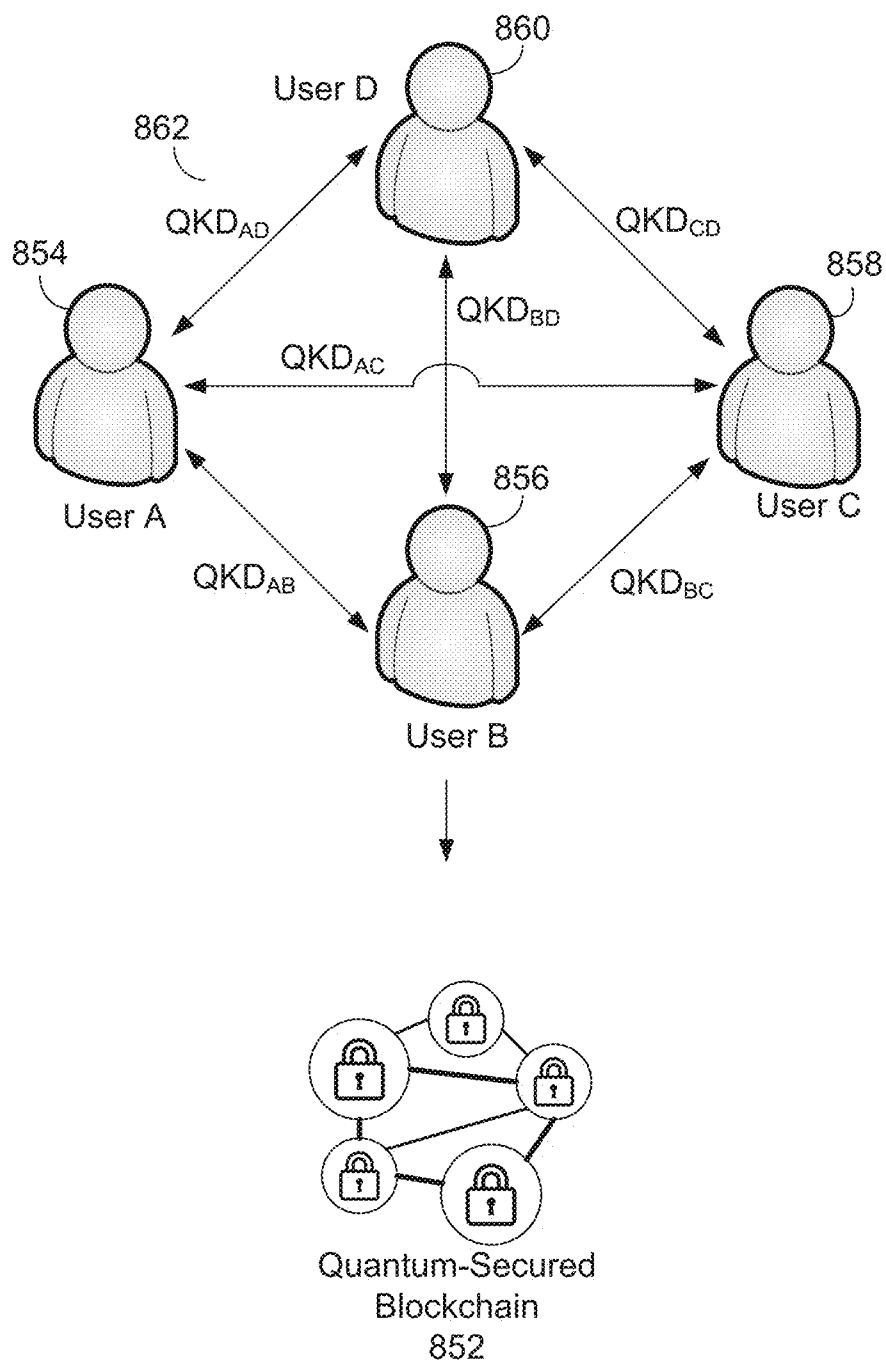 860
User D
862
QKDAD
QKDCD
854
858
QKDBD
QKDAC
856
User A
User C
QKDAB
QKDBC
User B
Quantum-Secured
Blockchain
852